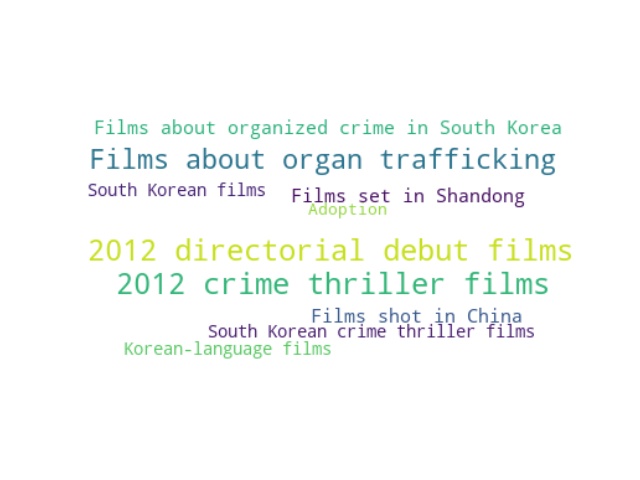 Films about organized crime in South Korea
Films about organ trafficking
South Korean films
Films set in Shandong
Adoption
2012 directorial debut films
2012 crime thriller films
Films shot in China
South Korean crime thriller films
Korean-language films